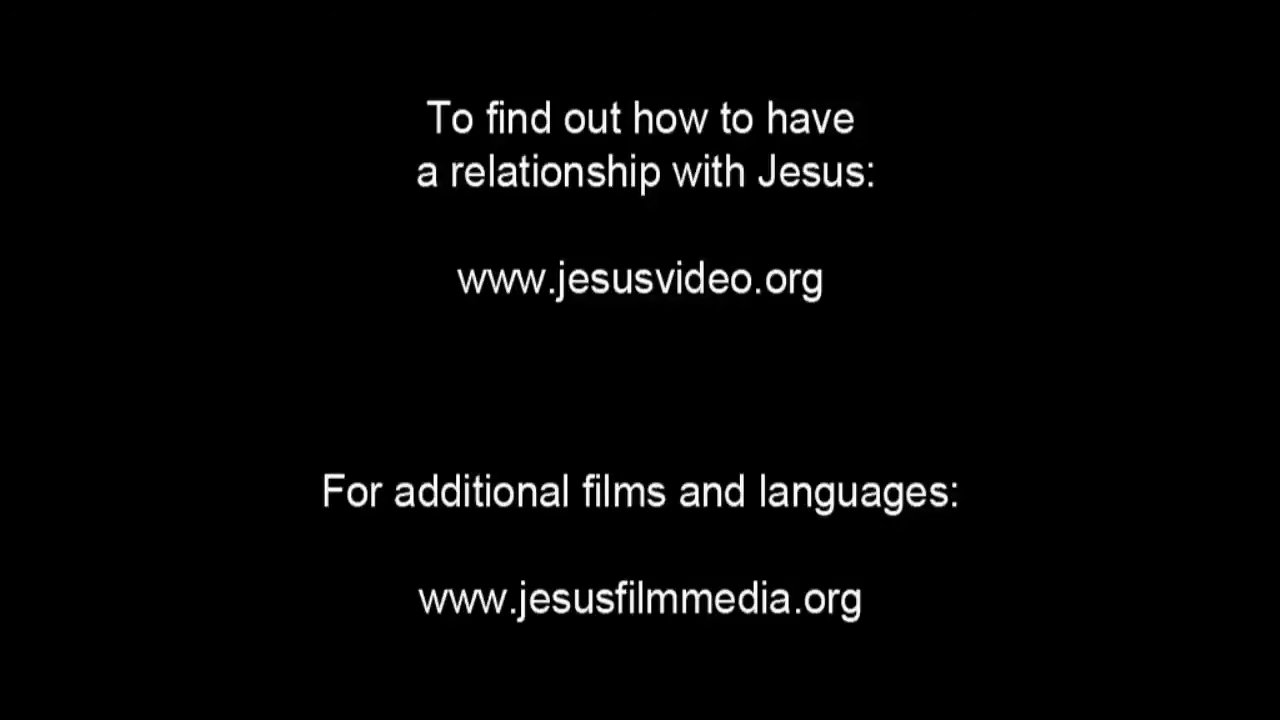 To find out how to have
a relationship with Jesus:
www.jesusvideo.org
For additional films and languages:
www.jesusfilmmedia.org